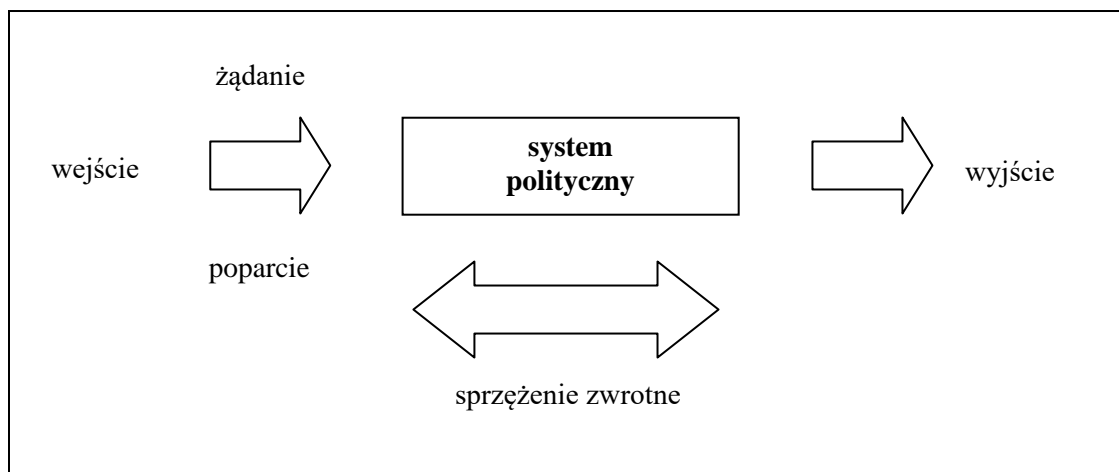 żądanie
wejście
system
polityczny
wyjście
poparcie
sprzężenie zwrotne